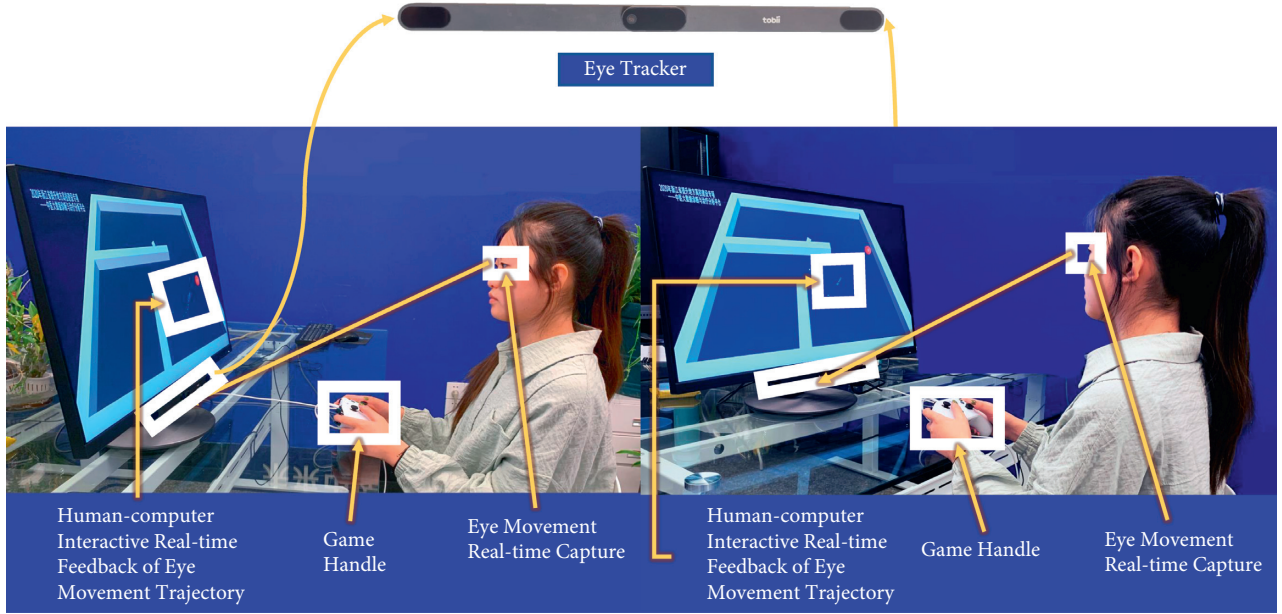 tobii
Eye Tracker
Human-computer
Interactive Real-time
Feedback of Eye
Movement Trajectory
Game
Handle
Eye Movement
Real-time Capture
Human-computer
Interactive Real-time
Feedback of Eye
Movement Trajectory
Game Handle
Eye Movement
Real-time Capture